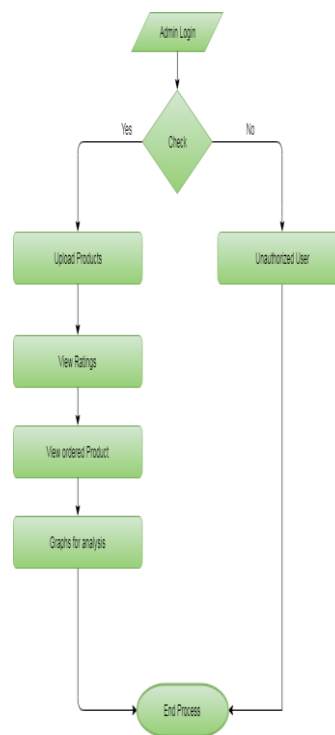 Admin Login
Check
Yes
No
Upload Products
Unauthorized User
View Ratings
View ordered Product
Graphs for analysis
End Process